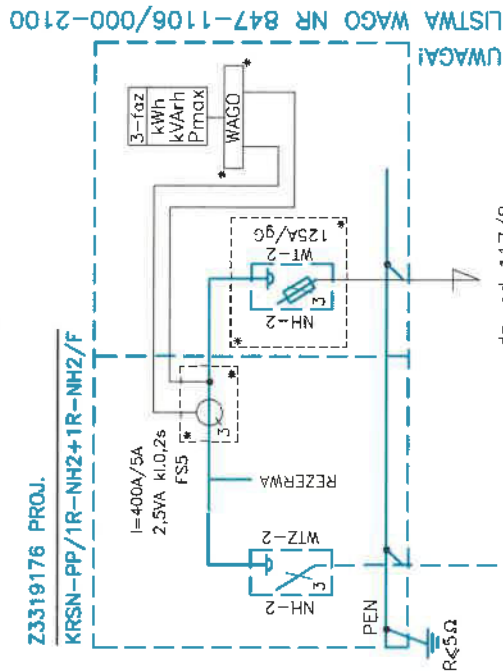 Z3319176 PROJ.
KRSN-PP/1R-NH2+1R-NH2/F
I=400A/5A
2,5VA kl.0,2s
FS5
*
*
3
3-faz
kWh
kVArh
Pmax
WAGO
*
*
REZERWA
WTZ-2
NH-2
3
WT-2
125A/gG
NH-2
3
*
*
PEN
R≤5Ω
UWAGA!
LISTWA WAGO NR 847-1106/000-2100